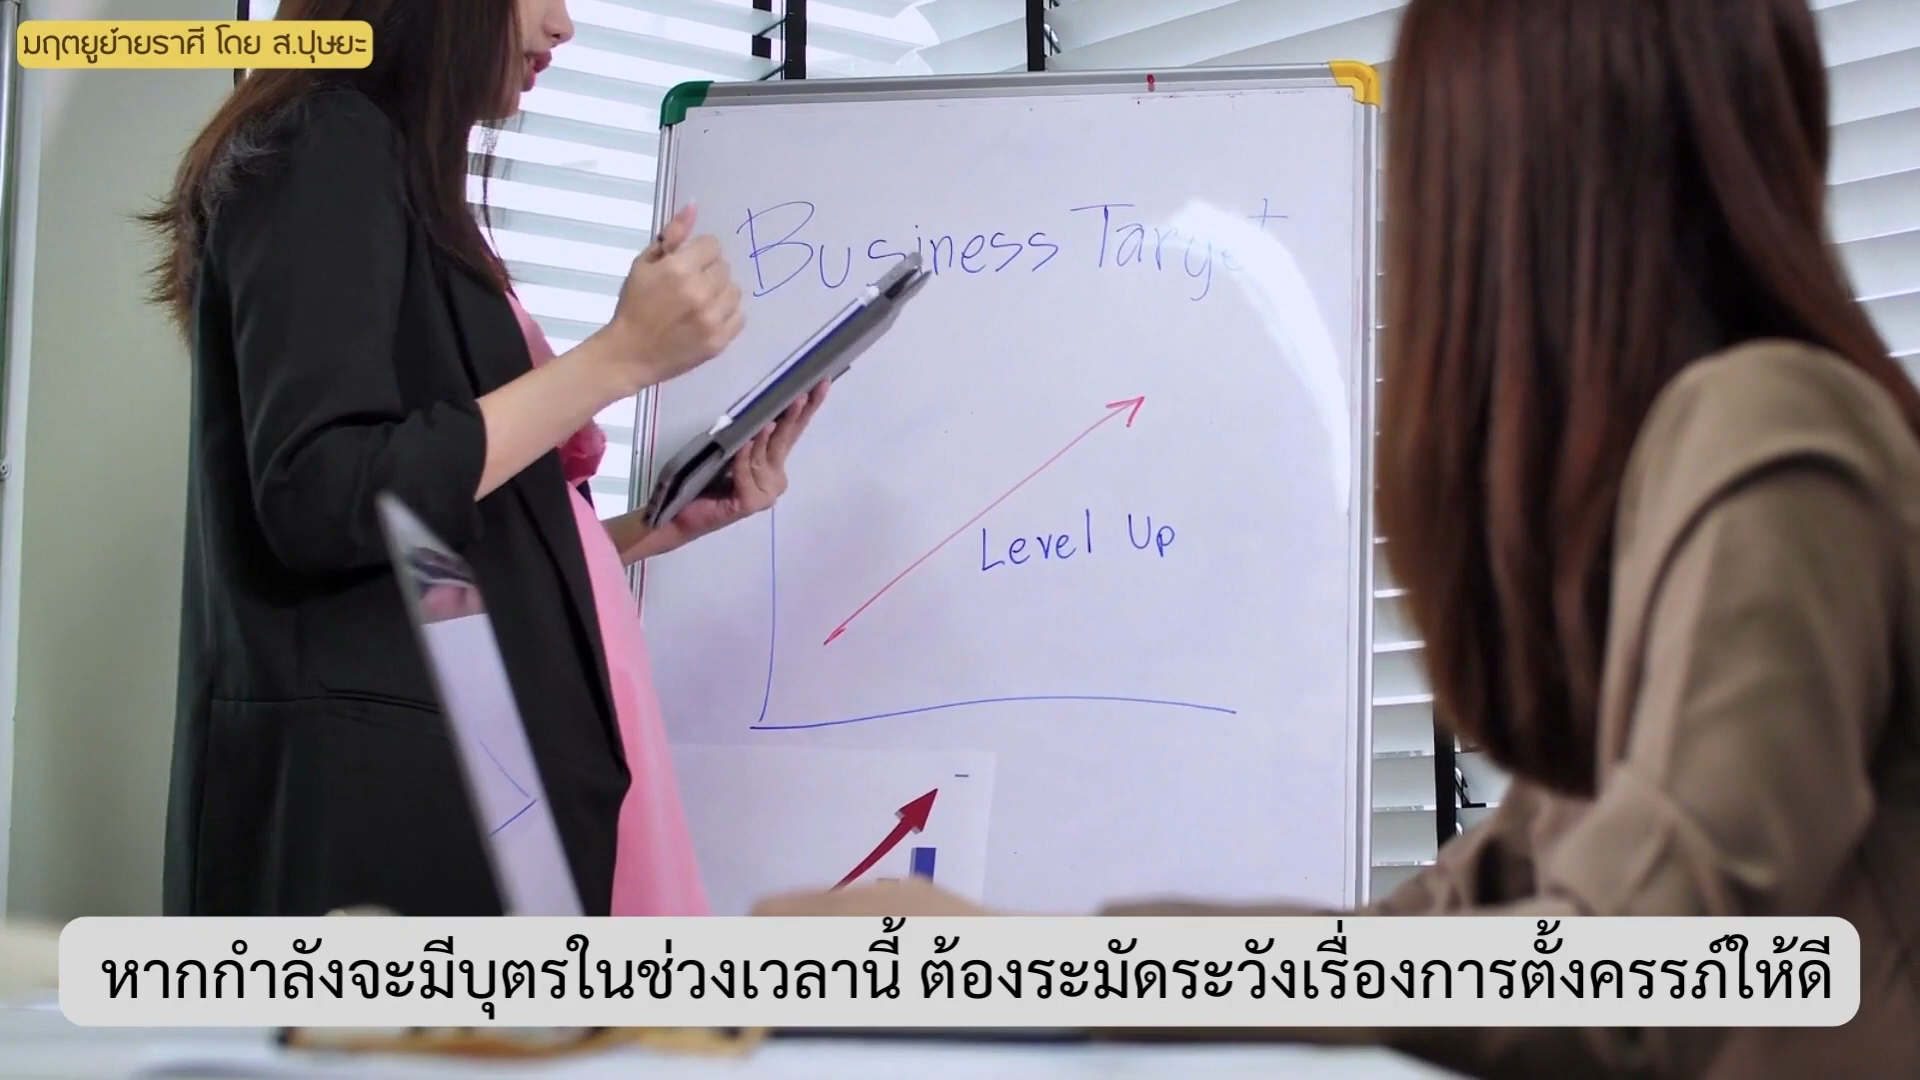 มฤตยูย้ายราศี โดย ส.ปุษยะ
Business Target
Level Up
หากกำลังจะมีบุตรในช่วงเวลานี้ ต้องระมัดระวังเรื่องการตั้งครรภ์ให้ดี